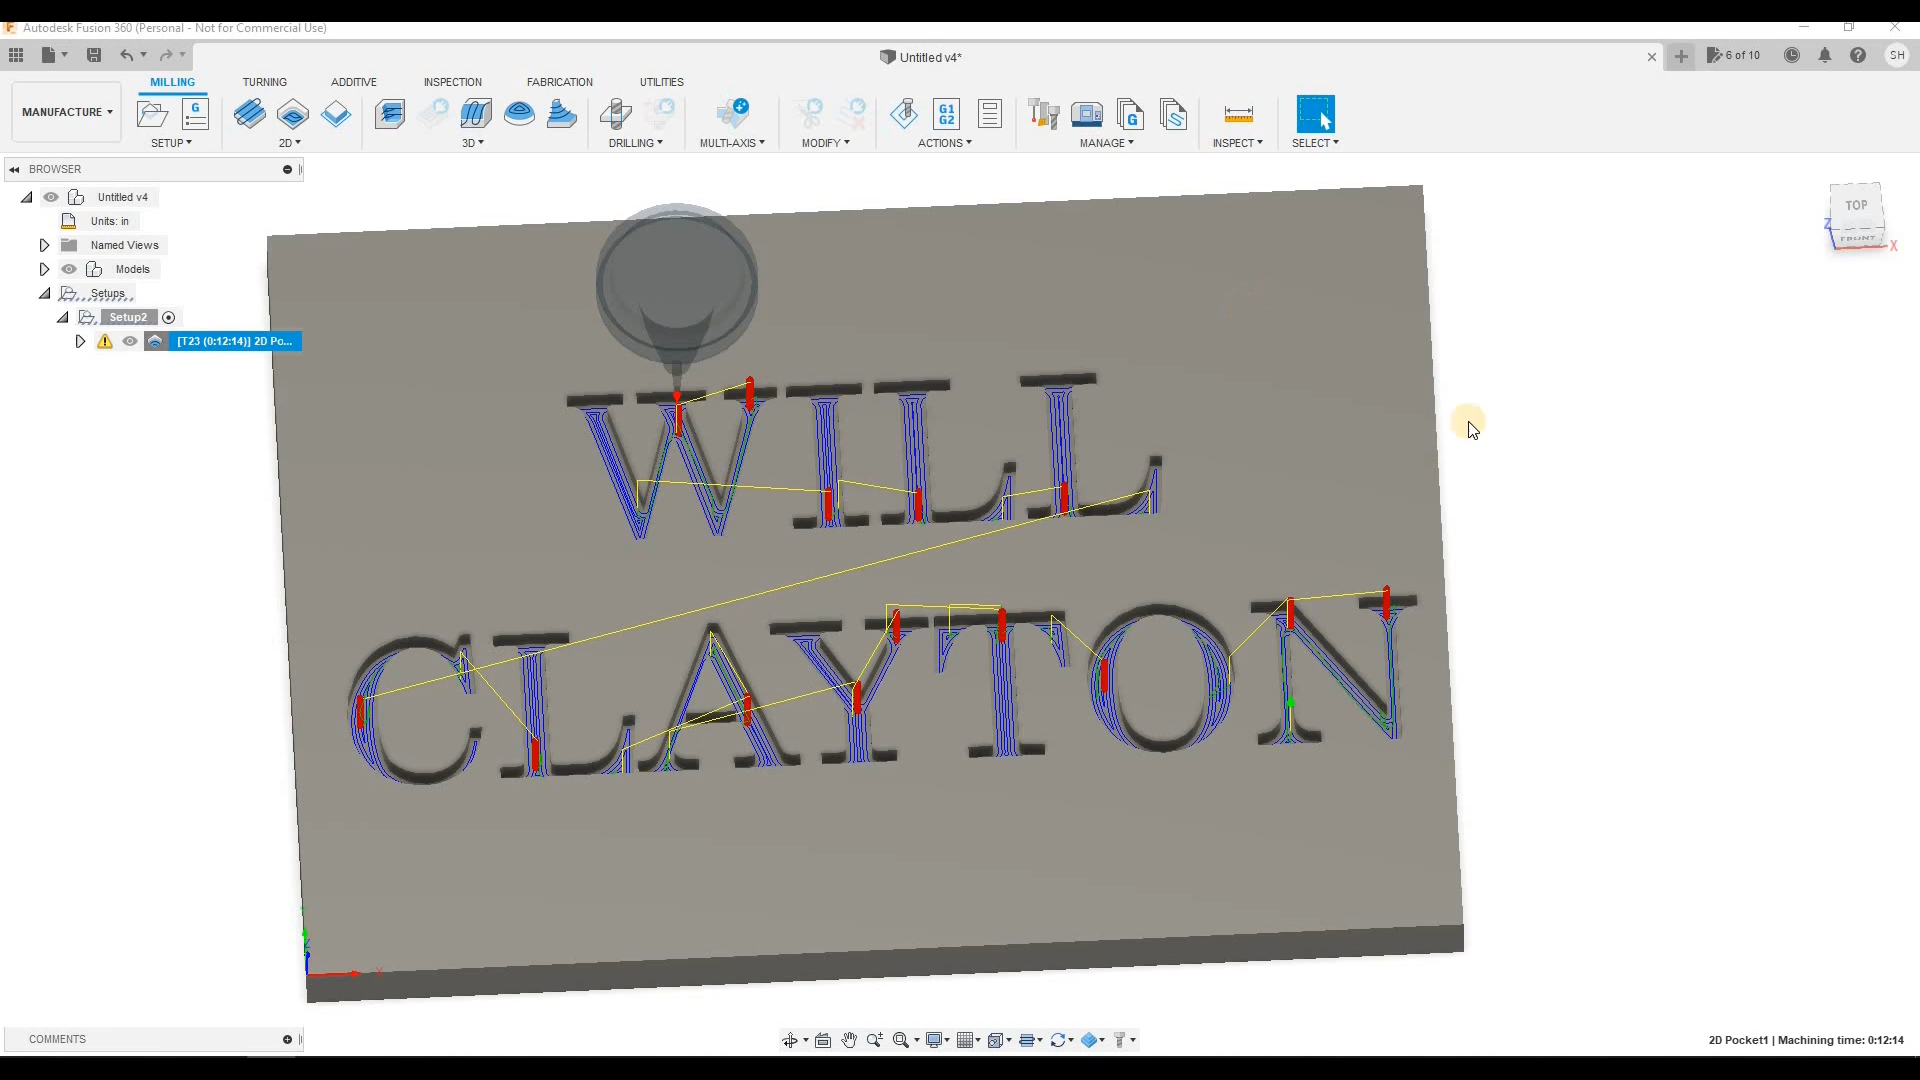 Autodesk Fusion 360 (Personal - Not for Commercial Use)
Untitled v4*
6 of 10
SH
MILLING TURNING ADDITIVE INSPECTION FABRICATION UTILITIES
MANUFACTURE
G
G1
G2
G
SETUP 2D 3D DRILLING MULTI-AXIS MODIFY ACTIONS MANAGE INSPECT SELECT
BROWSER
Untitled v4
Units: in
Named Views
Models
Setups
Setup2
[T23 (0:12:14)] 2D Po...
TOP
FRONT
Z
X
WILL
CLAYTON
X
Z
COMMENTS
2D Pocket1 | Machining time: 0:12:14